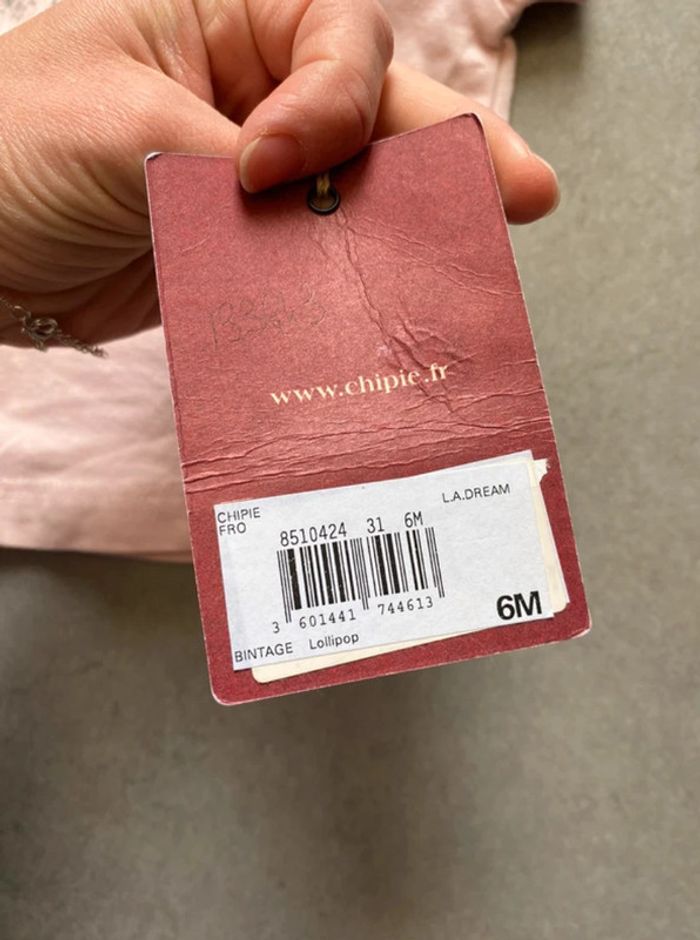 www.chipie.fr
CHIPIE
FRO
L.A.DREAM
8510424 31 6M
3 601441 744613
6M
BINTAGE Lollipop